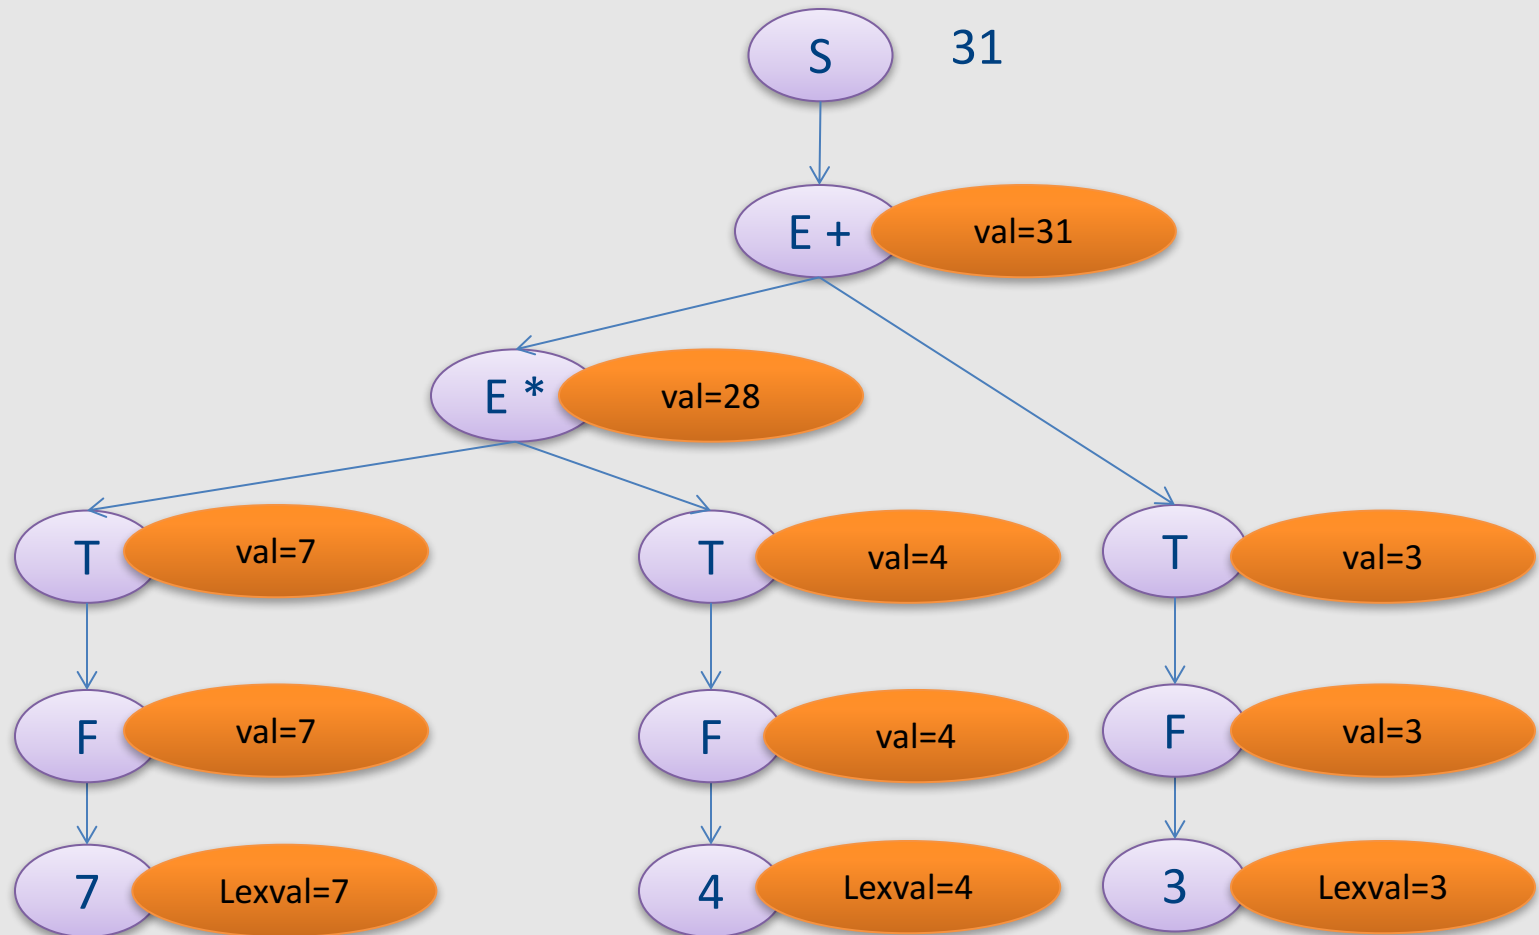 S
31
E +
val=31
E *
val=28
T
val=7
T
val=4
T
val=3
F
val=7
F
val=4
F
val=3
7
Lexval=7
4
Lexval=4
3
Lexval=3